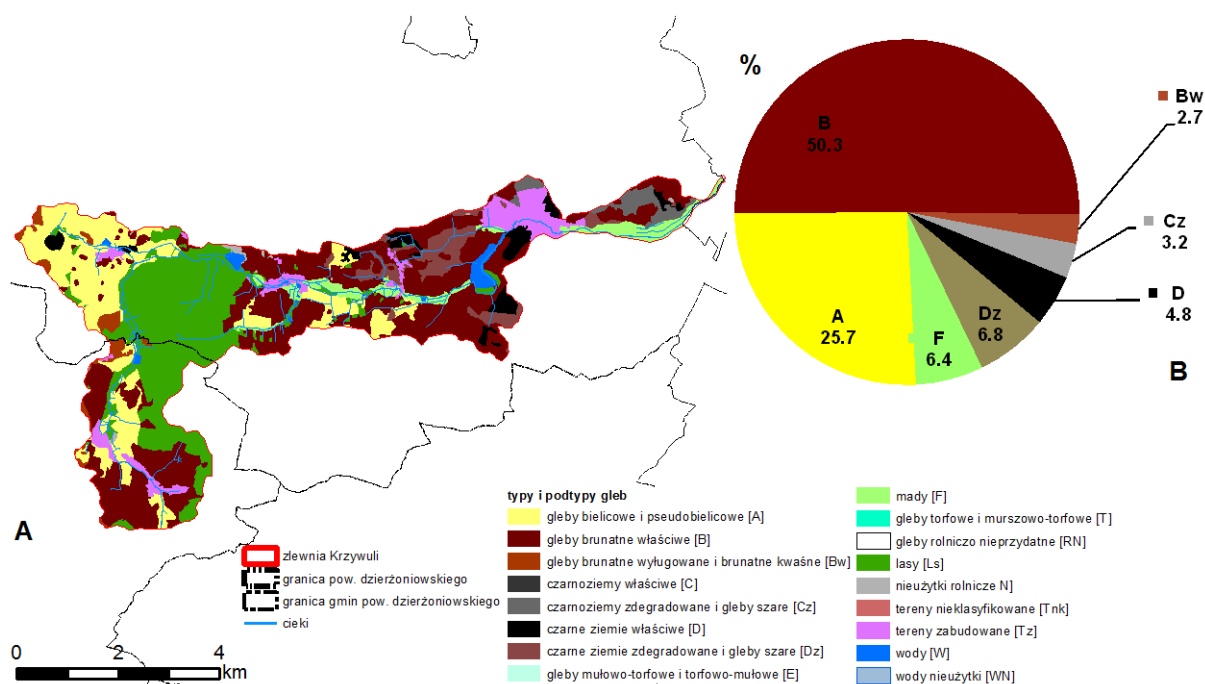 %
B
50.3
Bw
2.7
Cz
3.2
D
4.8
Dz
6.8
F
6.4
A
25.7
B
A
zlewnia Krzywuli
granica pow. dzierżoniowskiego
granica gmin pow. dzierżoniowskiego
cieki
0 2 4
km
typy i podtypy gleb
gleby bielicowe i pseudobielicowe [A]
gleby brunatne właściwe [B]
gleby brunatne wyługowane i brunatne kwaśne [Bw]
czarnoziemy właściwe [C]
czarnoziemy zdegradowane i gleby szare [Cz]
czarne ziemie właściwe [D]
czarne ziemie zdegradowane i gleby szare [Dz]
gleby mułowo-torfowe i torfowo-mułowe [E]
mady [F]
gleby torfowe i murszowo-torfowe [T]
gleby rolniczo nieprzydatne [RN]
lasy [Ls]
nieużytki rolnicze N]
tereny nieklasyfikowane [Tnk]
tereny zabudowane [Tz]
wody [W]
wody nieużytki [WN]